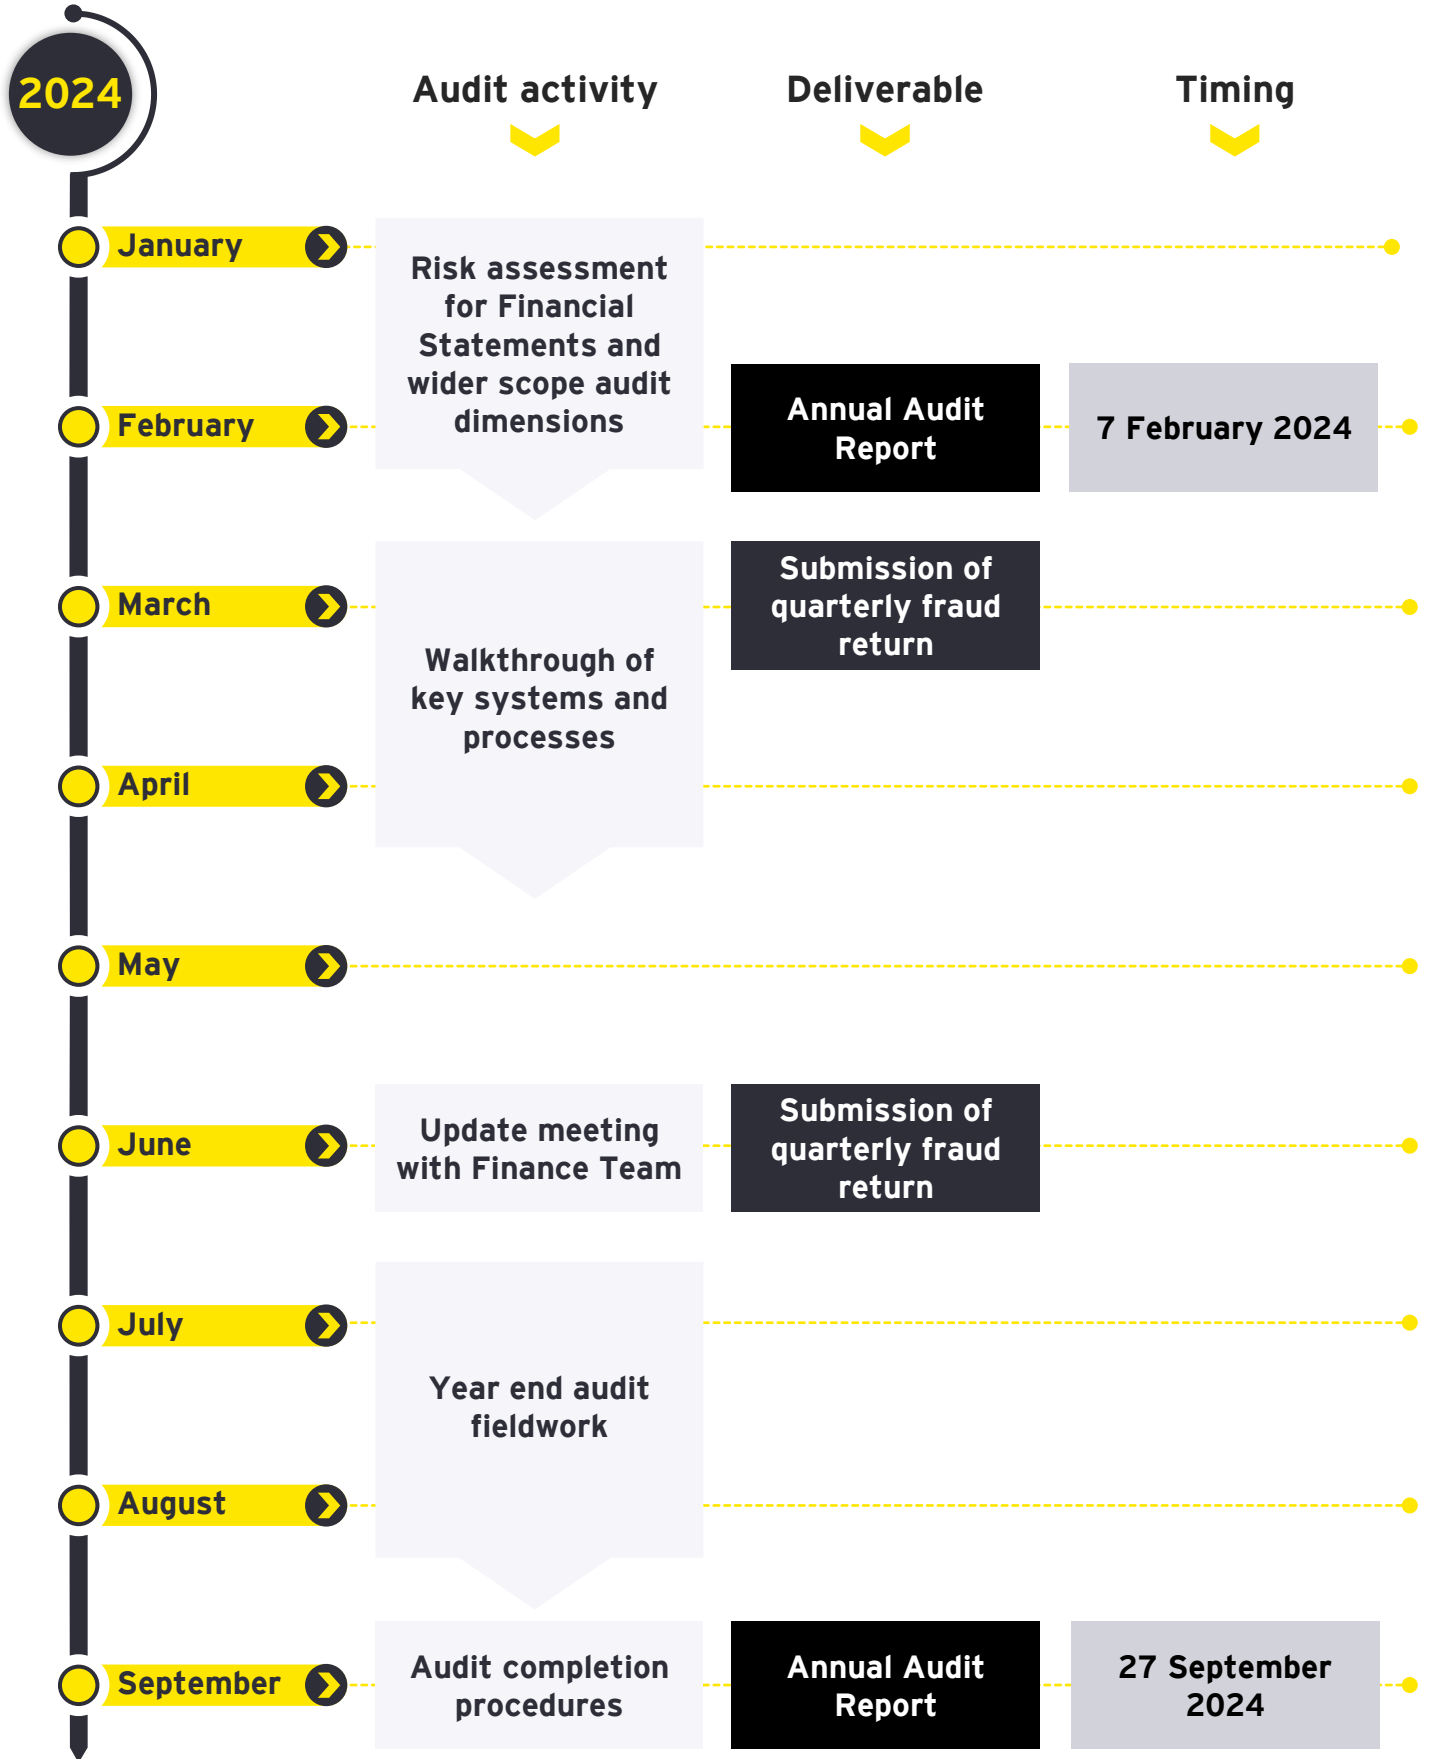 2024
Audit activity
Deliverable
Timing
January
Risk assessment
for Financial
Statements and
wider scope audit
dimensions
February
Annual Audit
Report
7 February 2024
March
Submission of
quarterly fraud
return
Walkthrough of
key systems and
processes
April
May
June
Update meeting
with Finance Team
Submission of
quarterly fraud
return
July
Year end audit
fieldwork
August
September
Audit completion
procedures
Annual Audit
Report
27 September
2024